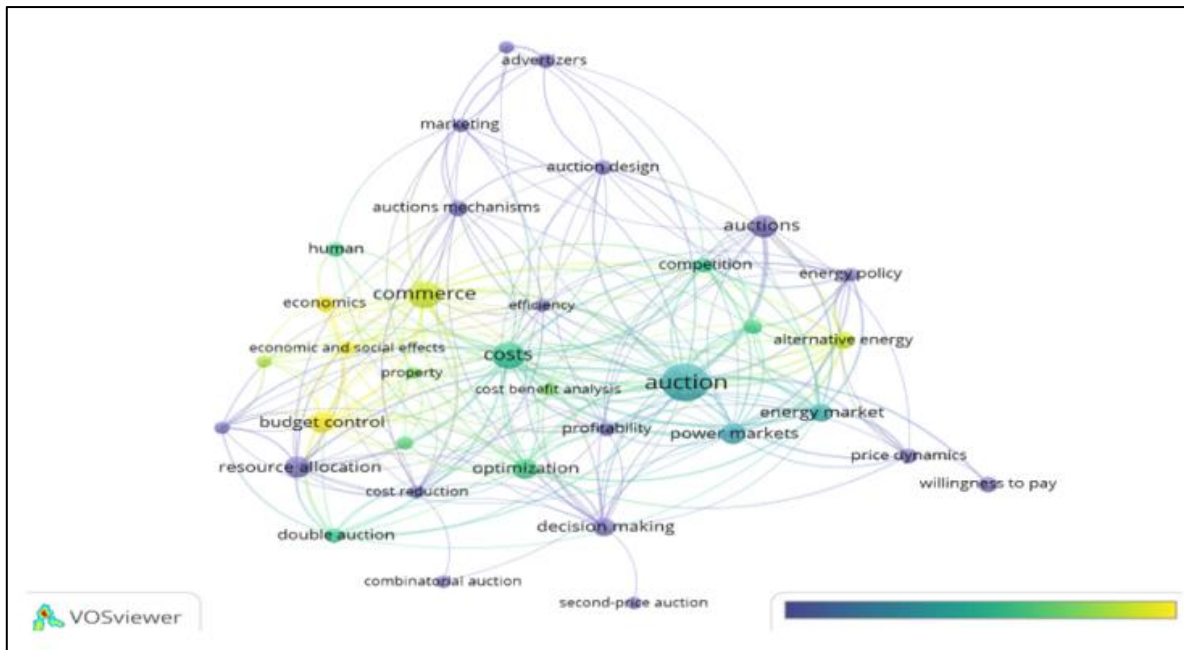 advertizers
marketing
auction design
auctions mechanisms
auctions
human
competition
energy policy
economics
commerce
efficiency
economic and social effects
costs
alternative energy
property
cost benefit analysis
auction
budget control
profitability
power markets
energy market
resource allocation
optimization
price dynamics
cost reduction
willingness to pay
double auction
decision making
combinatorial auction
second-price auction
VOSviewer